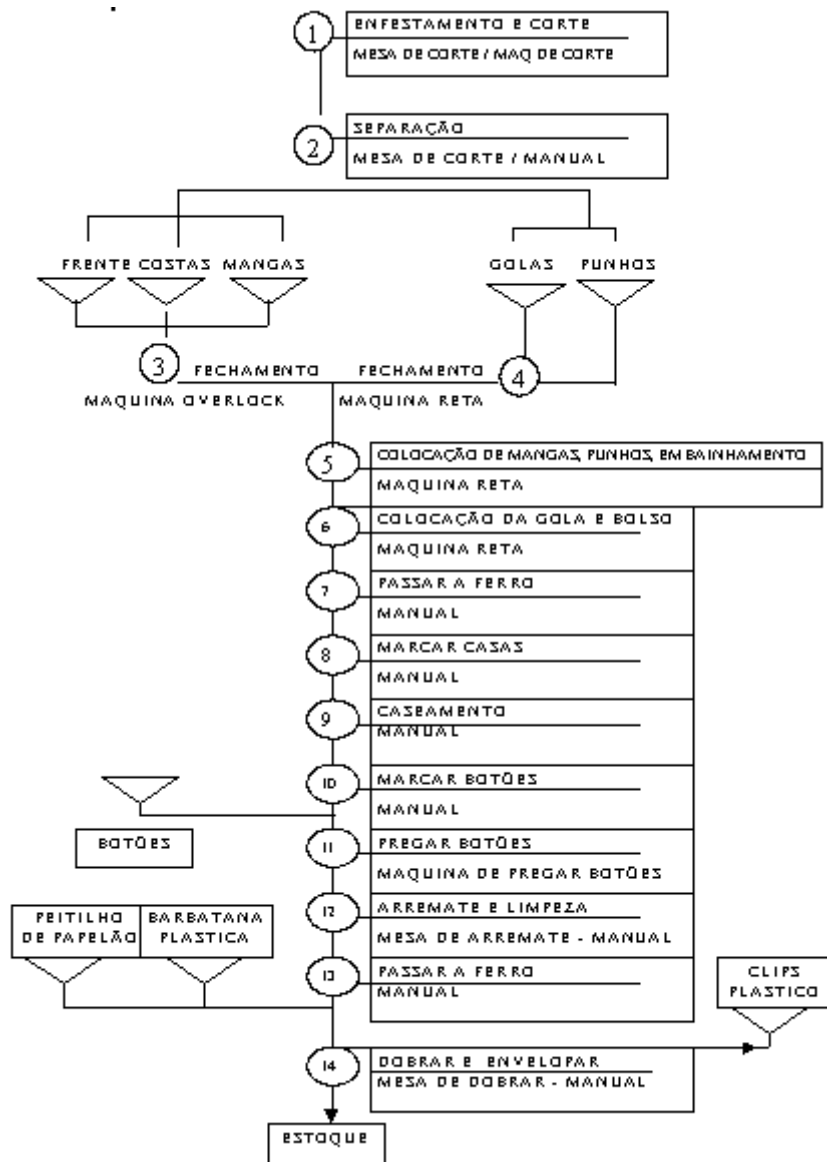 1
ENFESTAMENTO E CORTE
MESA DE CORTE / MAQ DE CORTE
2
SEPARAÇÃO
MESA DE CORTE / MANUAL
FRENTE COSTAS MANGAS GOLAS PUNHOS
3 FECHAMENTO FECHAMENTO 4
MAQUINA OVERLOCK MAQUINA RETA
5 COLOCAÇÃO DE MANGAS, PUNHOS, EMBAINHAMENTO
MAQUINA RETA
6 COLOCAÇÃO DA GOLA E BOLSO
MAQUINA RETA
7 PASSAR A FERRO
MANUAL
8 MARCAR CASAS
MANUAL
9 CASEAMENTO
MANUAL
10 MARCAR BOTÕES
MANUAL
BOTÕES
11 PREGAR BOTÕES
MAQUINA DE PREGAR BOTÕES
12 ARREMATE E LIMPEZA
MESA DE ARREMATE - MANUAL
PEITILHO
DE PAPELÃO
BARBATANA
PLASTICA
13 PASSAR A FERRO
MANUAL
CLIPS
PLASTICO
14 DOBRAR E ENVELOPAR
MESA DE DOBRAR - MANUAL
ESTOQUE